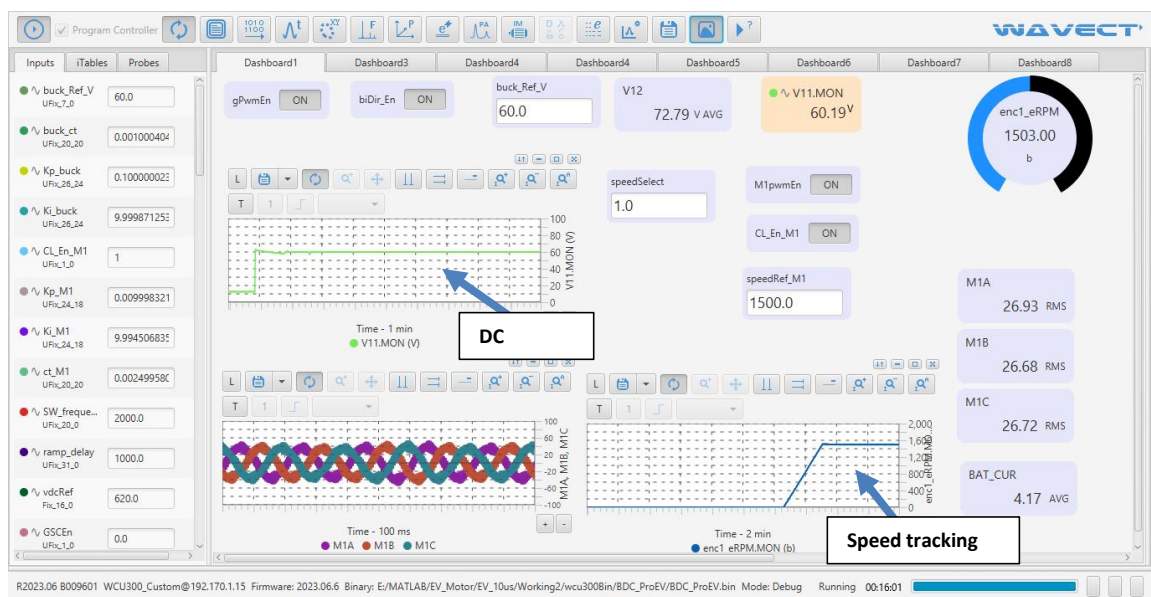 Program Controller
WAVECT
Inputs iTables Probes
Dashboard1 Dashboard3 Dashboard4 Dashboard4 Dashboard5 Dashboard6 Dashboard7 Dashboard8
buck_Ref_V
UFix_7_0
60.0
buck_ct
UFix_20_20
0.001000404
Kp_buck
UFix_26_24
0.100000023
Ki_buck
UFix_26_24
9.999871253
CL_En_M1
UFix_1_0
1
Kp_M1
UFix_24_18
0.009998321
Ki_M1
UFix_24_18
9.994506835
ct_M1
UFix_20_20
0.00249958
SW_freque...
UFix_20_0
2000.0
ramp_delay
UFix_31_0
1000.0
vdcRef
Fix_16_0
620.0
GSCEn
UFix_1_0
0.0
gPwmEn ON
biDir_En ON
buck_Ref_V
60.0
V12
72.79 V AVG
V11.MON
60.19 V
enc1_eRPM
1503.00
b
L
T 1
100
80
60
40
20
0
V11.MON (V)
Time - 1 min
V11.MON (V)
DC
speedSelect
1.0
M1pwmEn ON
CL_En_M1 ON
speedRef_M1
1500.0
M1A
26.93 RMS
M1B
26.68 RMS
M1C
26.72 RMS
BAT_CUR
4.17 AVG
L
T 1
100
60
20
-20
-60
-100
M1A, M1B, M1C
Time - 100 ms
M1A M1B M1C
+ -
L
T 1
2,000
1,600
1,200
800
400
0
Time - 2 min
enc1_eRPM.MON (b)
Speed tracking
R2023.06 B009601 WCU300_Custom@192.170.1.15 Firmware: 2023.06.6 Binary: E:/MATLAB/EV_Motor/EV_10us/Working2/wcu300Bin/BDC_ProEV/BDC_ProEV.bin Mode: Debug Running 00:16:01